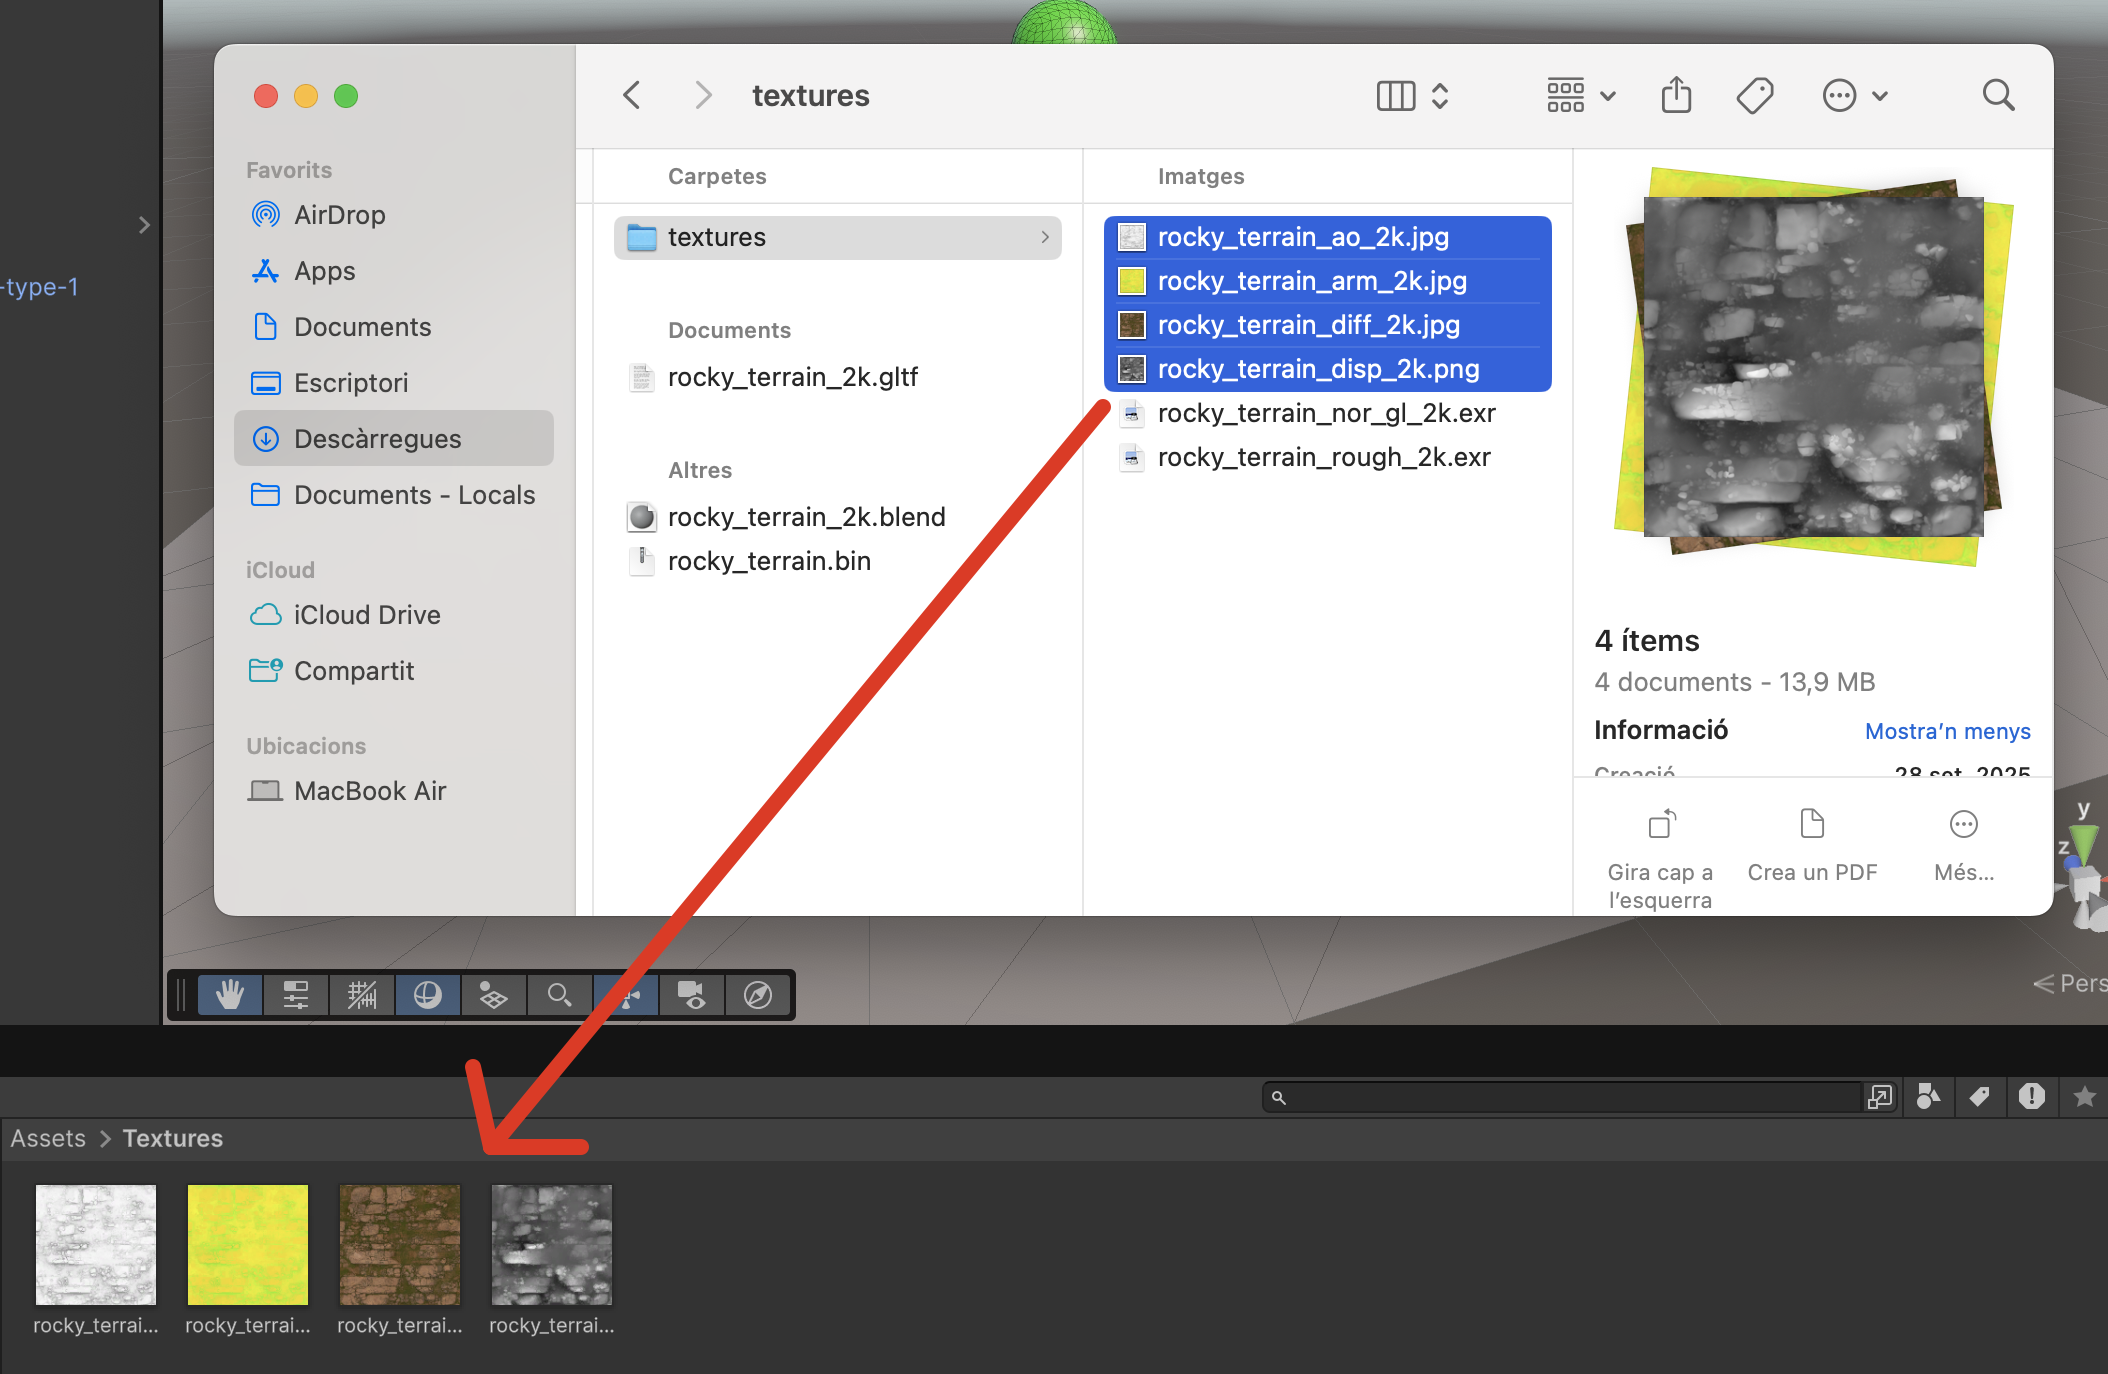 textures
Favorits
AirDrop
Apps
Documents
Escriptori
Descàrregues
Documents - Locals
iCloud
iCloud Drive
Compartit
Ubicacions
MacBook Air
Carpetes
textures
Documents
rocky_terrain_2k.gltf
Altres
rocky_terrain_2k.blend
rocky_terrain.bin
Imatges
rocky_terrain_ao_2k.jpg
rocky_terrain_arm_2k.jpg
rocky_terrain_diff_2k.jpg
rocky_terrain_disp_2k.png
rocky_terrain_nor_gl_2k.exr
rocky_terrain_rough_2k.exr
4 ítems
4 documents - 13,9 MB
Informació Mostra’n menys
Creació 28 set. 2025
Gira cap a l’esquerra
Crea un PDF
Més...
-type-1
y
z
< Pers
Assets > Textures
rocky_terrai...
rocky_terrai...
rocky_terrai...
rocky_terrai...